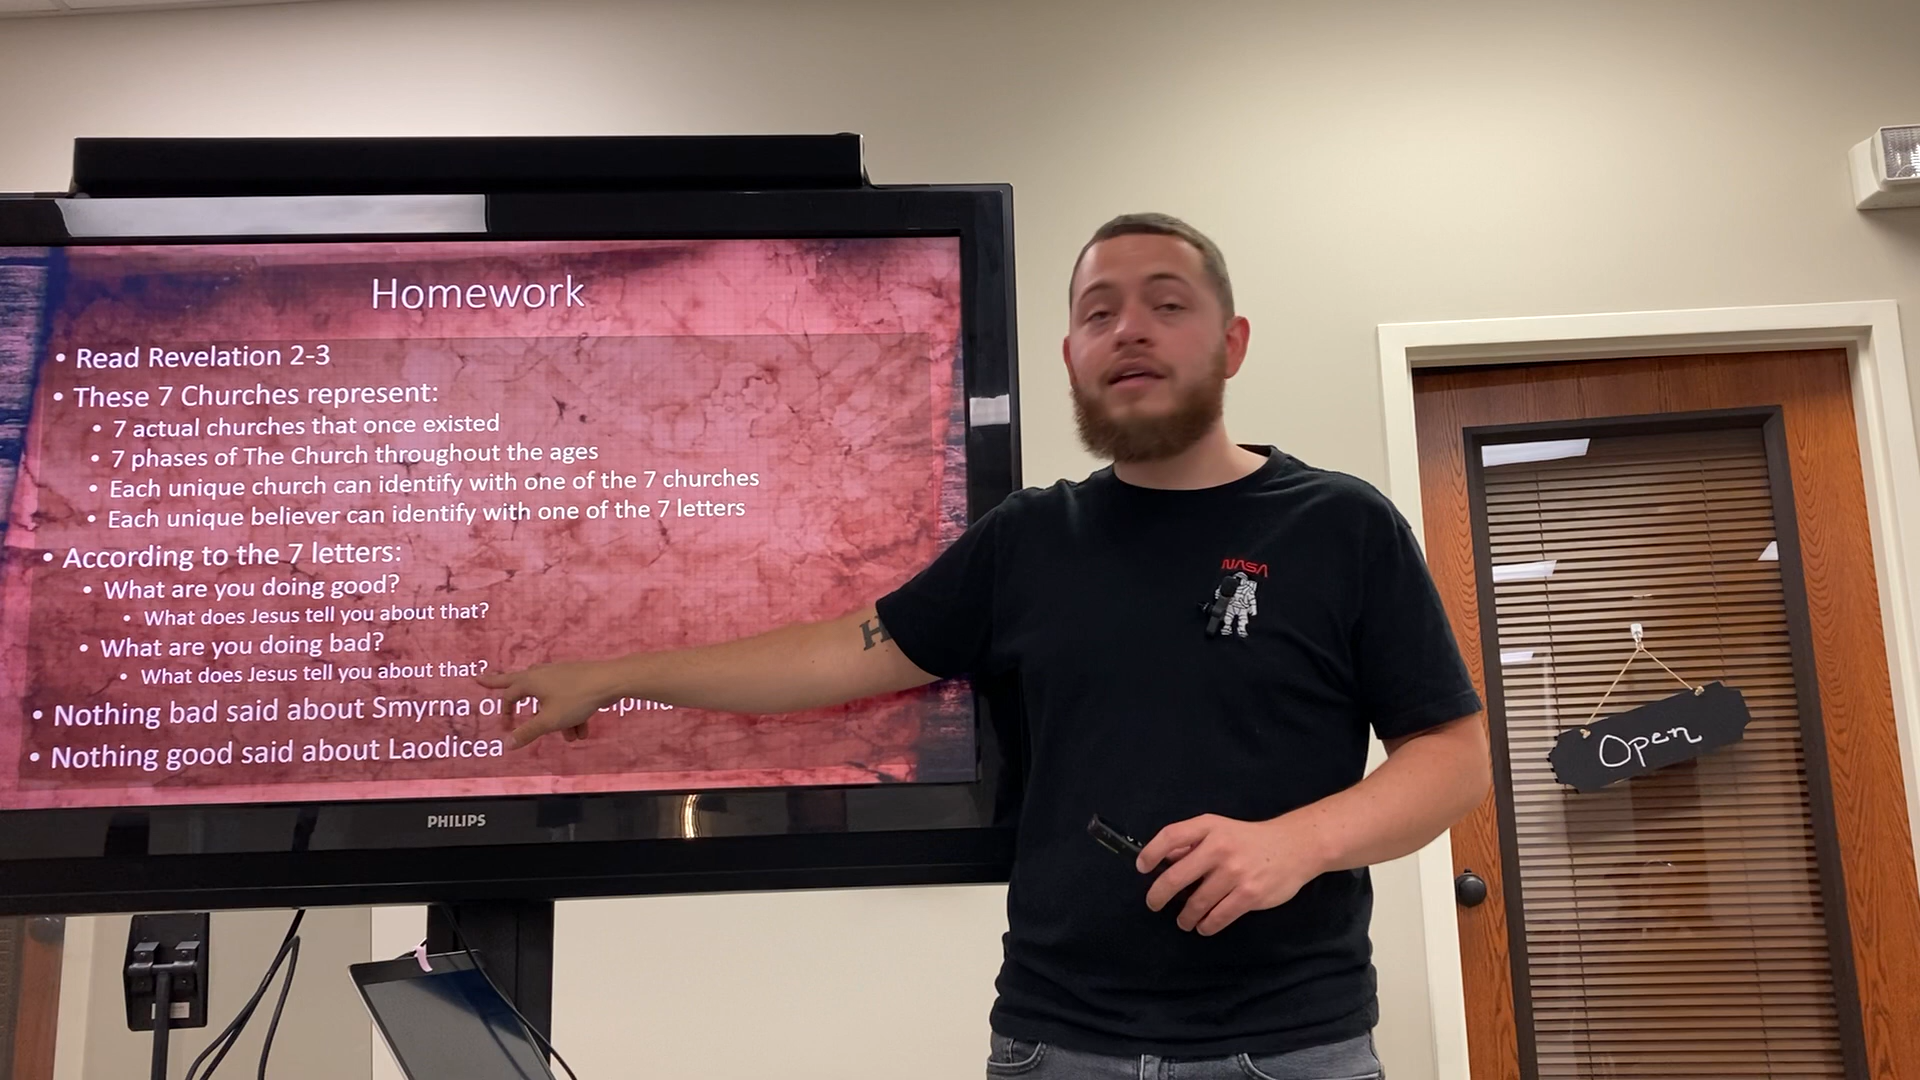 Homework
• Read Revelation 2-3
• These 7 Churches represent:
• 7 actual churches that once existed
• 7 phases of The Church throughout the ages
• Each unique church can identify with one of the 7 churches
• Each unique believer can identify with one of the 7 letters
• According to the 7 letters:
• What are you doing good?
• What does Jesus tell you about that?
• What are you doing bad?
• What does Jesus tell you about that?
• Nothing bad said about Smyrna or
• Nothing good said about Laodicea
PHILIPS
NASA
Open